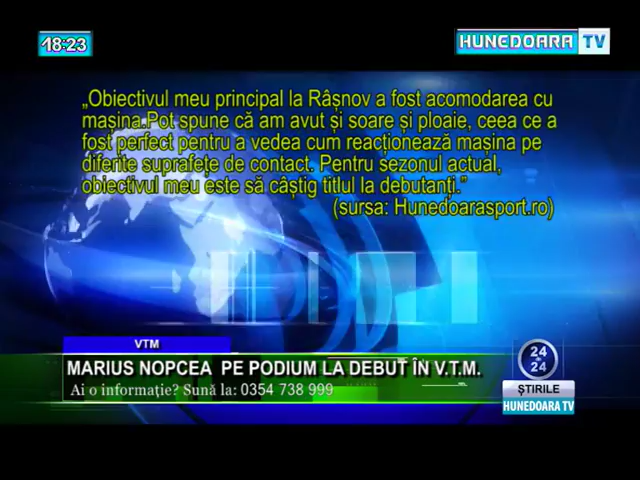 18:23
HUNEDOARA TV
„Obiectivul meu principal la Râșnov a fost acomodarea cu
mașina.Pot spune că am avut și soare și ploaie, ceea ce a
fost perfect pentru a vedea cum reacționează mașina pe
diferite suprafețe de contact. Pentru sezonul actual,
obiectivul meu este să câștig titlul la debutanți.”
(sursa: Hunedoarasport.ro)
VTM
MARIUS NOPCEA PE PODIUM LA DEBUT ÎN V.T.M.
Ai o informație? Sună la: 0354 738 999
24
din
24
ȘTIRILE
HUNEDOARA TV